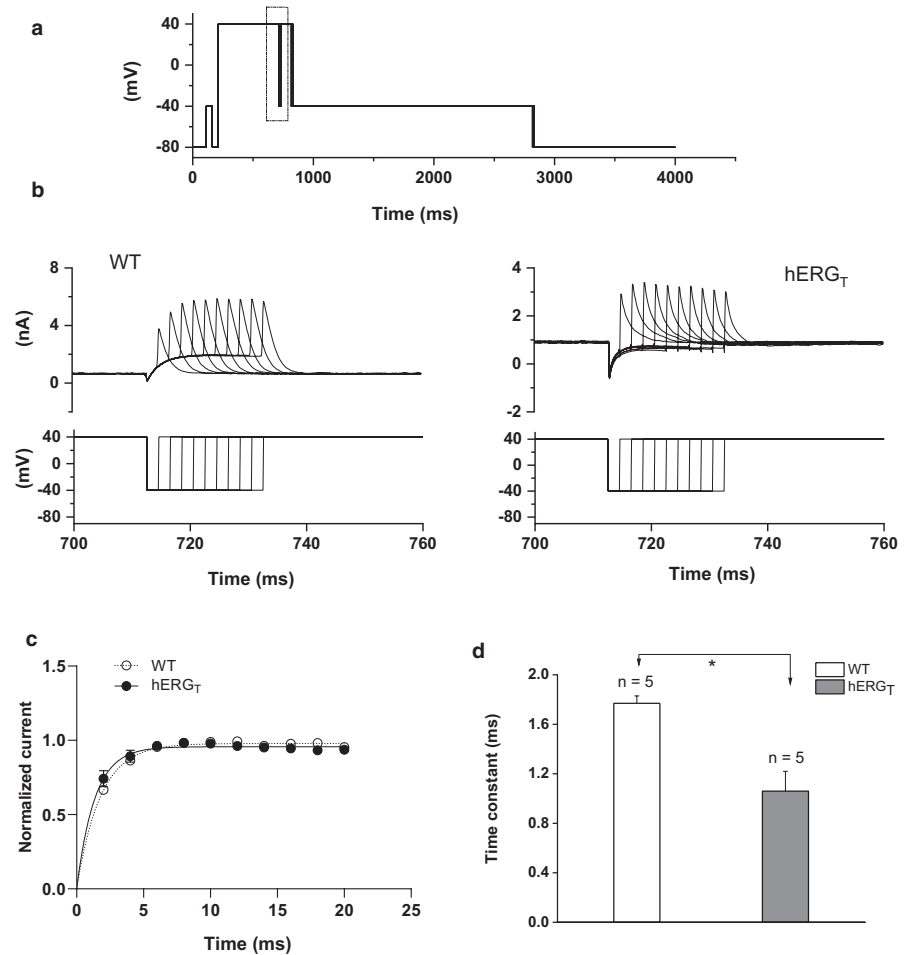 a
(mV)
40
0
-40
-80
0 1000 2000 3000 4000
Time (ms)
b
WT
(nA)
8
4
0
40
(mV)
0
-40
-80
700 720 740 760
Time (ms)
hERGT
4
2
0
-2
40
0
-40
-80
700 720 740 760
Time (ms)
c
WT
hERGT
Normalized current
1.5
1.0
0.5
0.0
0 5 10 15 20 25
Time (ms)
d
*
WT
hERGT
n = 5
n = 5
Time constant (ms)
2.0
1.6
1.2
0.8
0.4
0.0